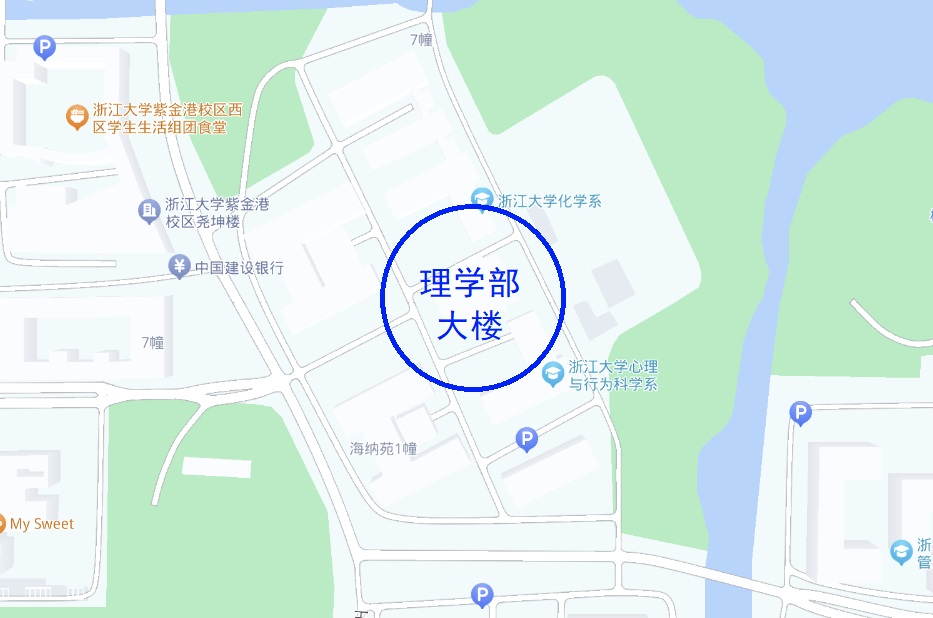 7幢
P
浙江大学紫金港校区西
区学生生活组团食堂
浙江大学化学系
浙江大学紫金港
校区尧坤楼
中国建设银行
理学部
大楼
7幢
浙江大学心理
与行为科学系
P
海纳苑1幢
P
My Sweet
浙
管
P